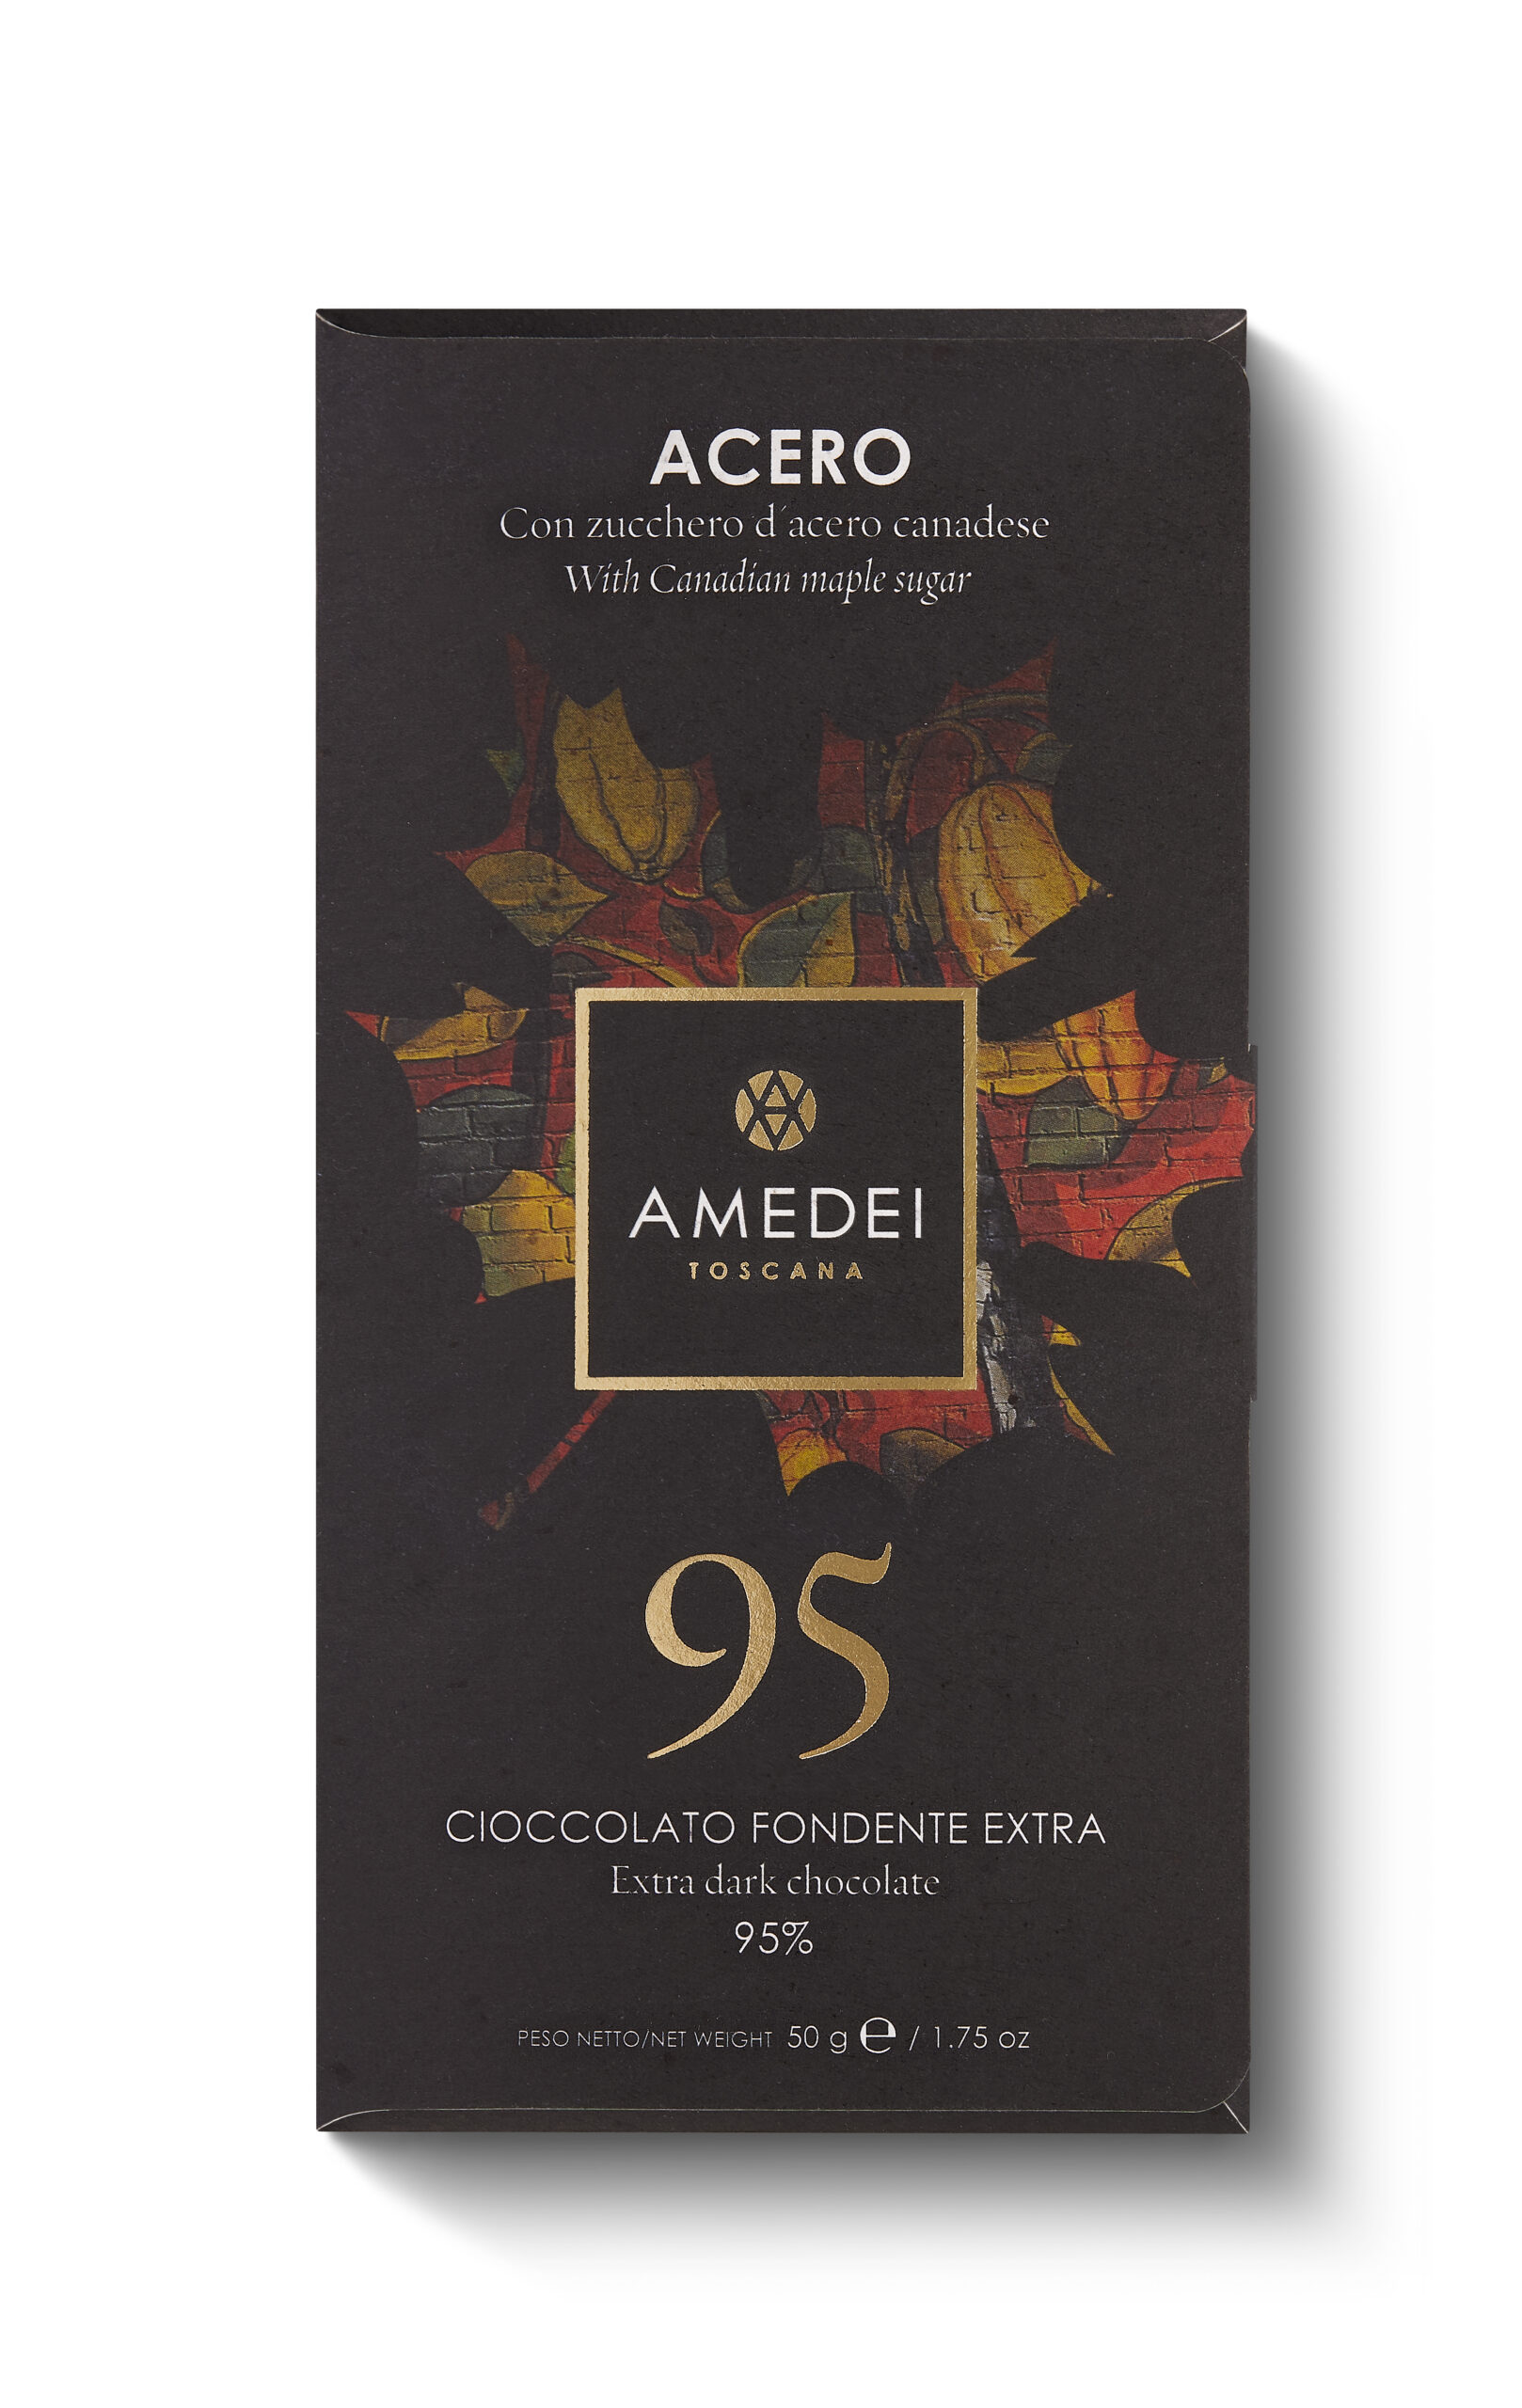 ACERO
Con zucchero d´acero canadese
With Canadian maple sugar
AMEDEI
TOSCANA
95
CIOCCOLATO FONDENTE EXTRA
Extra dark chocolate
95%
PESO NETTO/NET WEIGHT 50 g ℮ / 1.75 oz